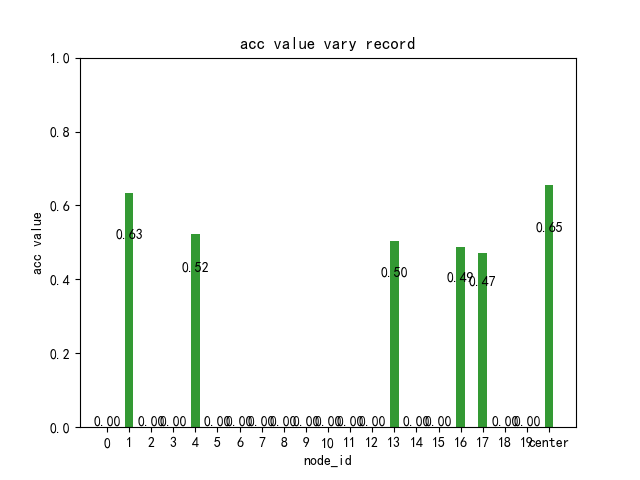 acc value vary record
acc value
1.0
0.8
0.6
0.4
0.2
0.0
0.00 0.63 0.00 0.00 0.52 0.00 0.00 0.00 0.00 0.00 0.00 0.00 0.00 0.50 0.00 0.00 0.49 0.47 0.00 0.00 0.65
0 1 2 3 4 5 6 7 8 9 10 11 12 13 14 15 16 17 18 19 center
node_id